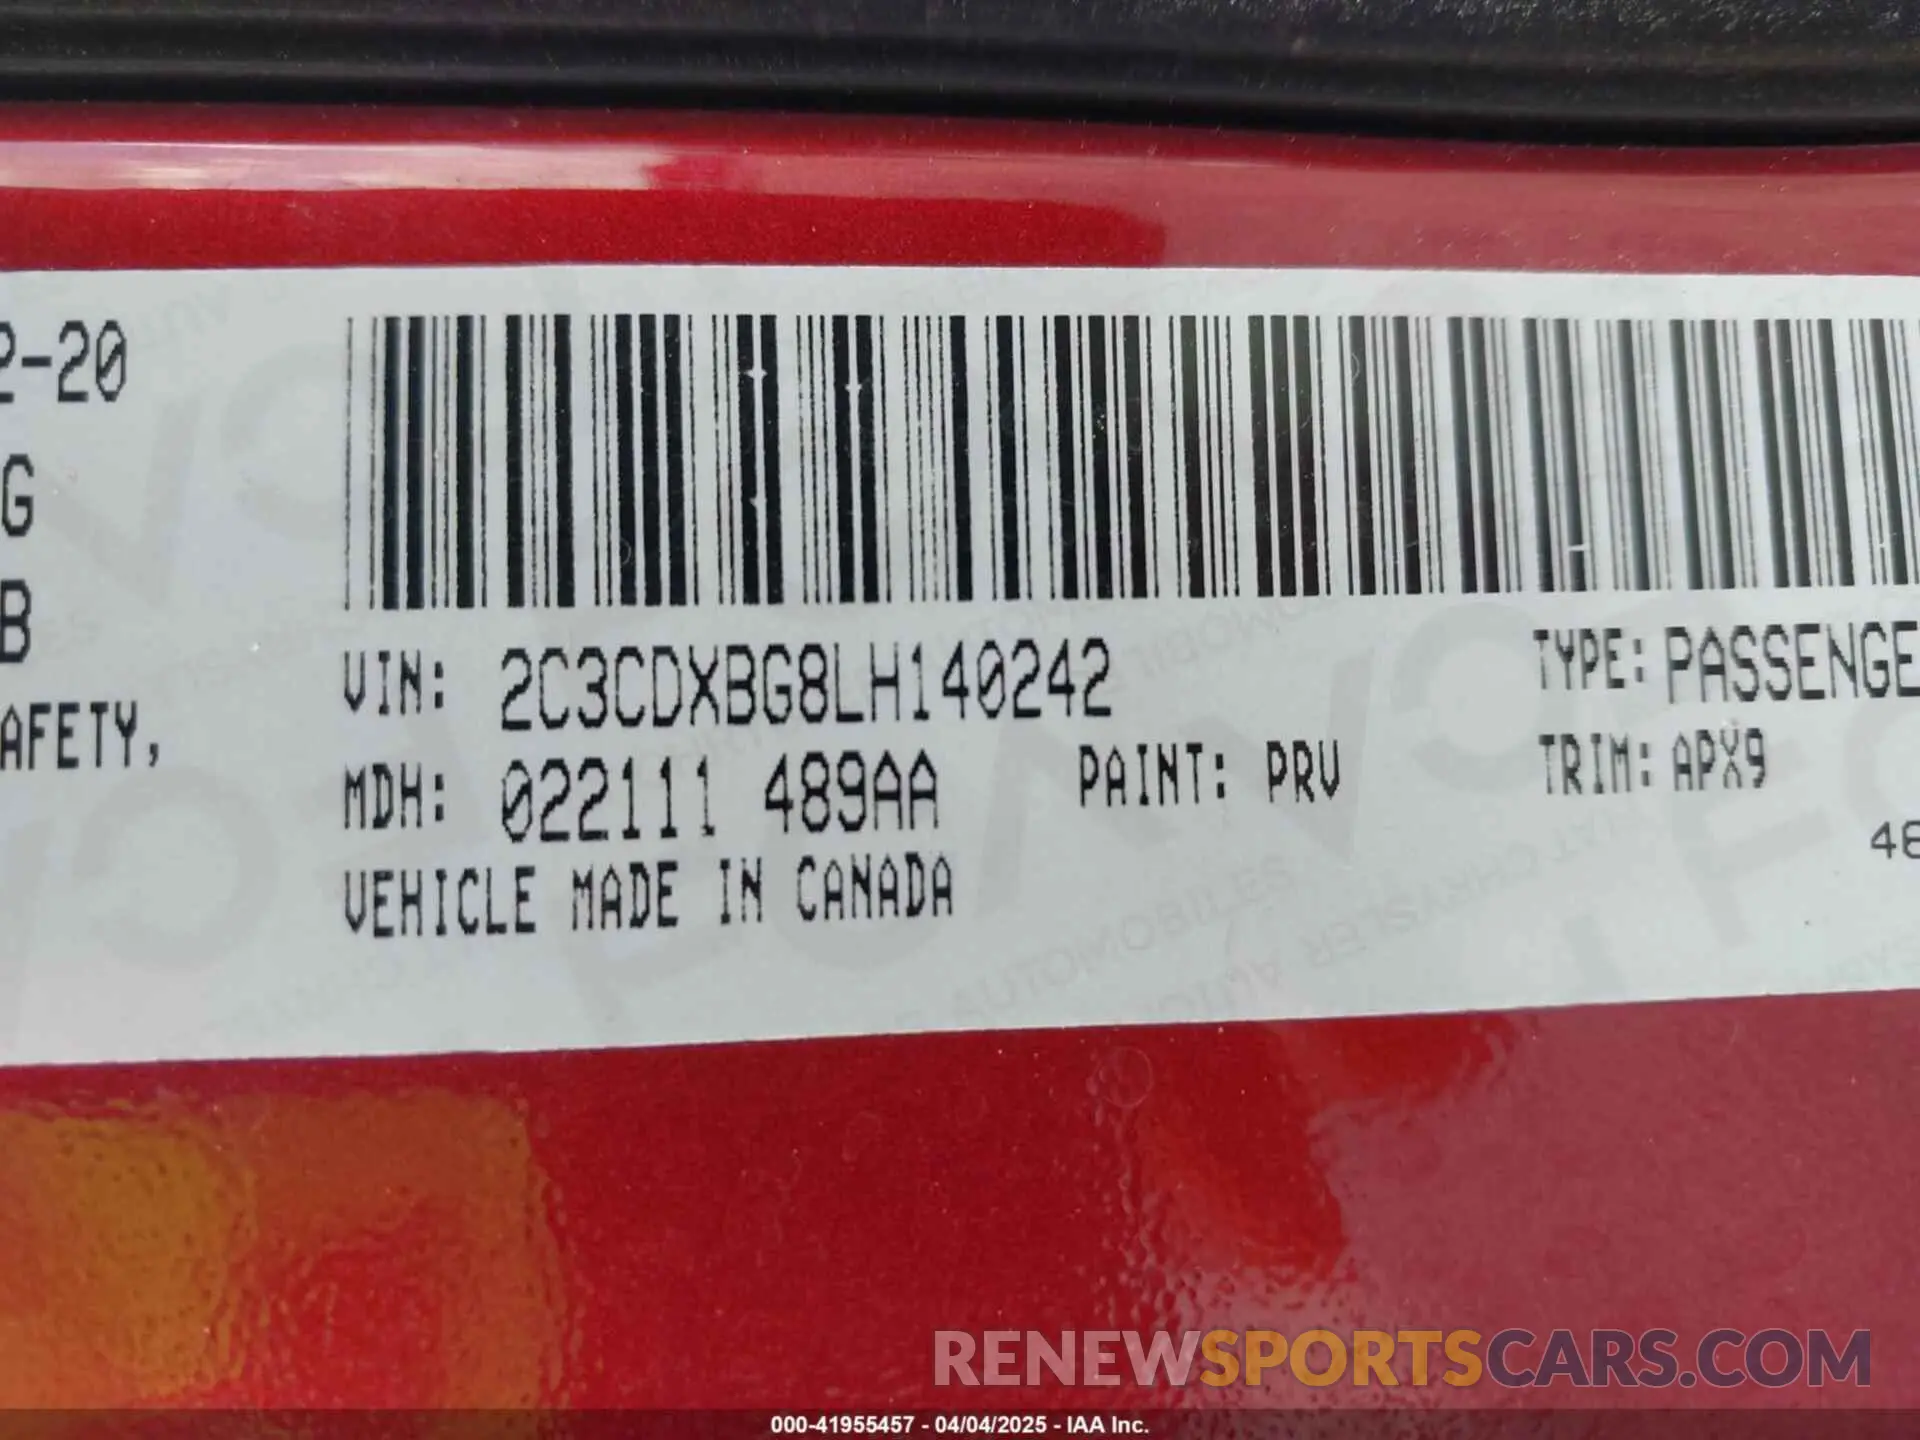 2-20
G
B
AFETY,
VIN: 2C3CDXBG8LH140242 TYPE: PASSENGE
MDH: 022111 489AA PAINT: PRV TRIM: APX9
48
VEHICLE MADE IN CANADA
RENEWSPORTSCARS.COM
000-41955457 - 04/04/2025 - IAA Inc.